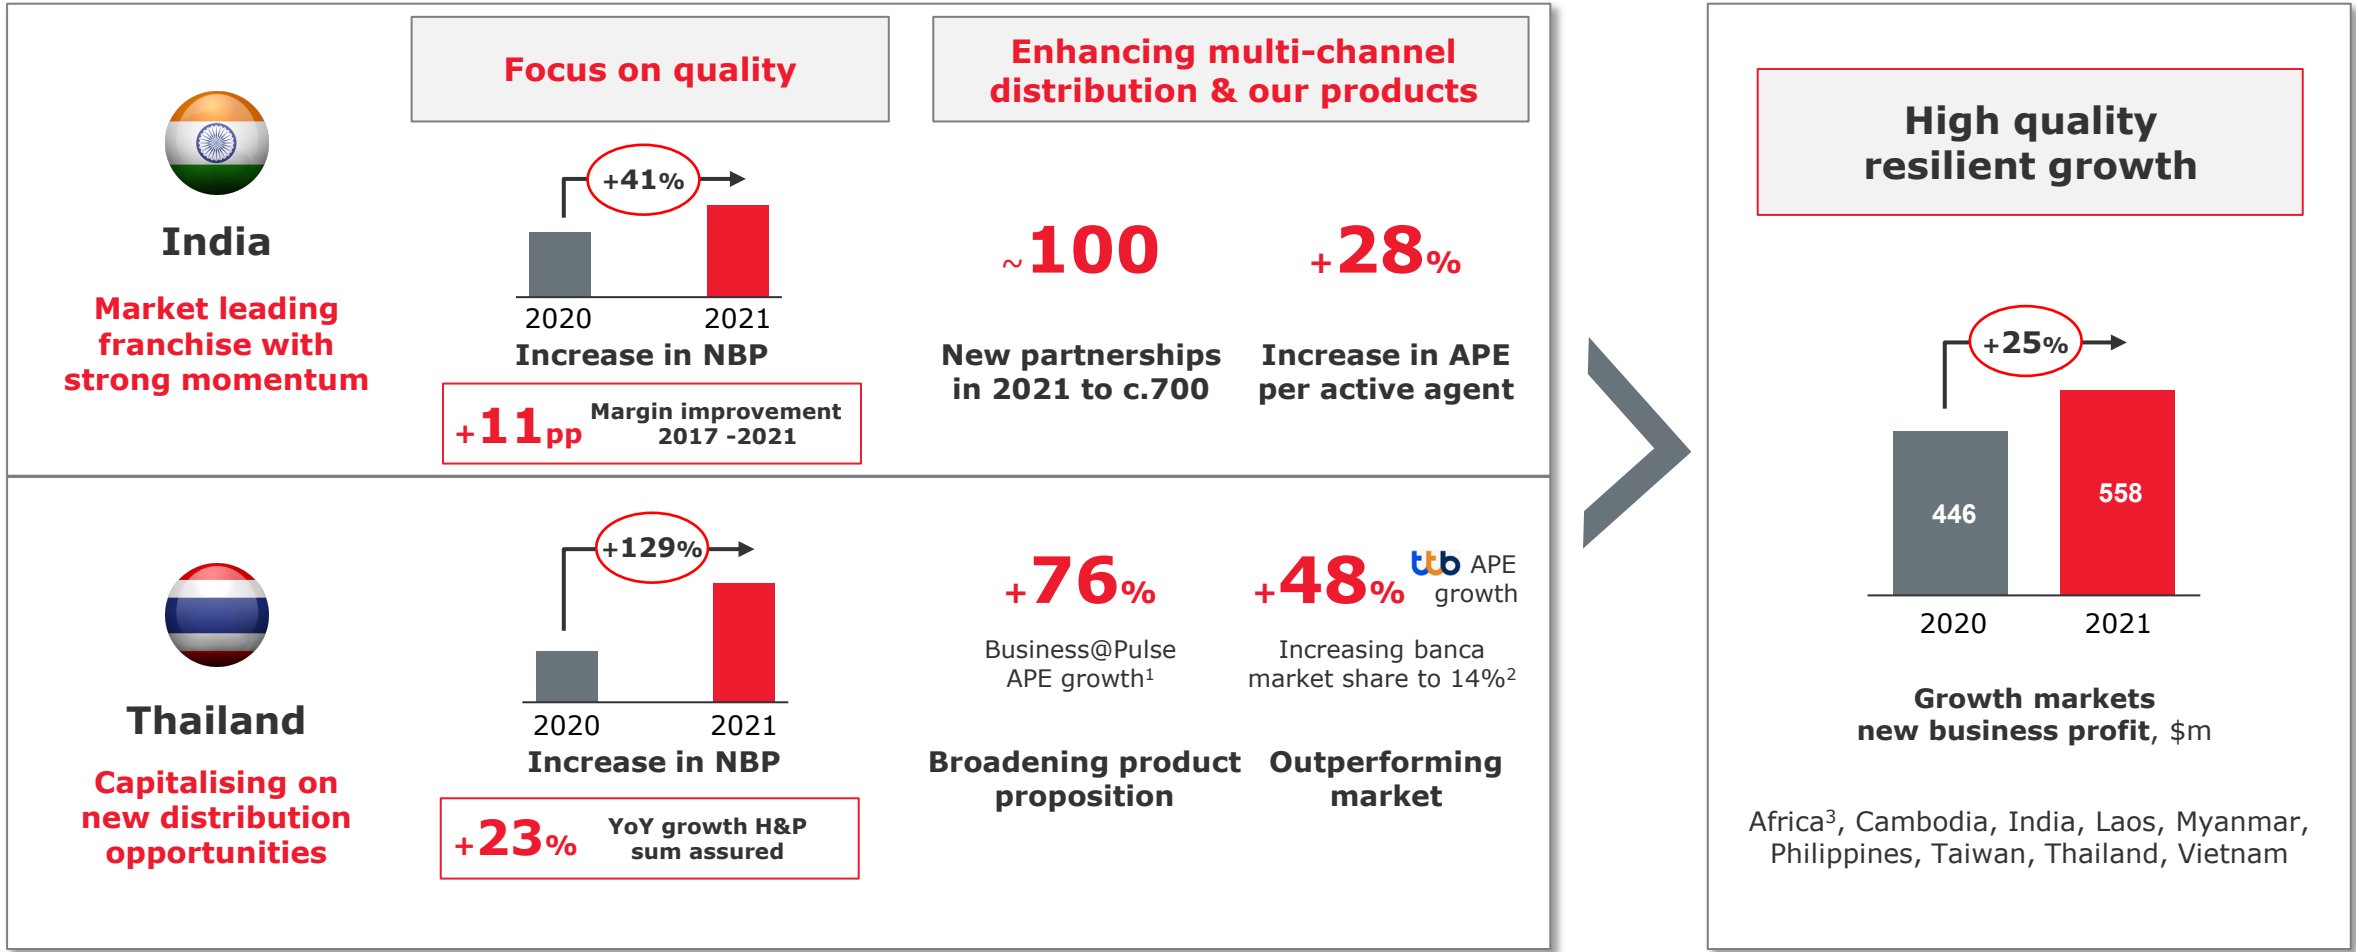 Focus on quality
Enhancing multi-channel
distribution & our products
India
Market leading
franchise with
strong momentum
+41%
2020 2021
Increase in NBP
+11pp
Margin improvement
2017 -2021
~100
New partnerships
in 2021 to c.700
+28%
Increase in APE
per active agent
Thailand
Capitalising on
new distribution
opportunities
+129%
2020 2021
Increase in NBP
+23%
YoY growth H&P
sum assured
+76%
Business@Pulse
APE growth¹
Broadening product
proposition
+48%
ttb APE
growth
Increasing banca
market share to 14%²
Outperforming
market
High quality
resilient growth
+25%
446
558
2020 2021
Growth markets
new business profit, $m
Africa³, Cambodia, India, Laos, Myanmar,
Philippines, Taiwan, Thailand, Vietnam